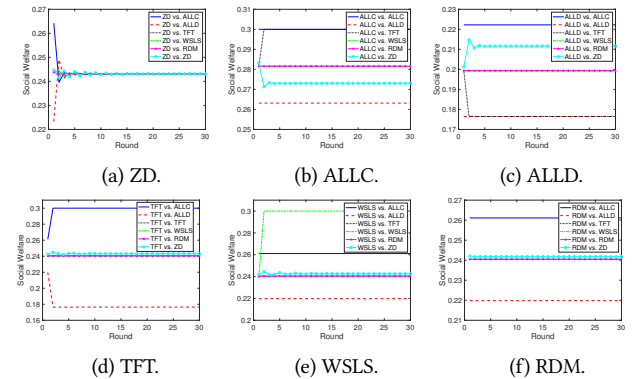 0.27
0.26
0.25
0.24
0.23
0.22
Social Welfare
0 5 10 15 20 25 30
Round
ZD vs. ALLC
ZD vs. ALLD
ZD vs. TFT
ZD vs. WSLS
ZD vs. RDM
ZD vs. ZD
(a) ZD.
0.31
0.3
0.29
0.28
0.27
0.26
0.25
Social Welfare
0 5 10 15 20 25 30
Round
ALLC vs. ALLC
ALLC vs. ALLD
ALLC vs. TFT
ALLC vs. WSLS
ALLC vs. RDM
ALLC vs. ZD
(b) ALLC.
0.23
0.22
0.21
0.2
0.19
0.18
0.17
Social Welfare
0 5 10 15 20 25 30
Round
ALLD vs. ALLC
ALLD vs. ALLD
ALLD vs. TFT
ALLD vs. WSLS
ALLD vs. RDM
ALLD vs. ZD
(c) ALLD.
0.3
0.28
0.26
0.24
0.22
0.2
0.18
0.16
Social Welfare
0 5 10 15 20 25 30
Round
TFT vs. ALLC
TFT vs. ALLD
TFT vs. TFT
TFT vs. WSLS
TFT vs. RDM
TFT vs. ZD
(d) TFT.
0.3
0.28
0.26
0.24
0.22
0.2
Social Welfare
0 5 10 15 20 25 30
Round
WSLS vs. ALLC
WSLS vs. ALLD
WSLS vs. TFT
WSLS vs. WSLS
WSLS vs. RDM
WSLS vs. ZD
(e) WSLS.
0.27
0.26
0.25
0.24
0.23
0.22
0.21
Social Welfare
0 5 10 15 20 25 30
Round
RDM vs. ALLC
RDM vs. ALLD
RDM vs. TFT
RDM vs. WSLS
RDM vs. RDM
RDM vs. ZD
(f) RDM.